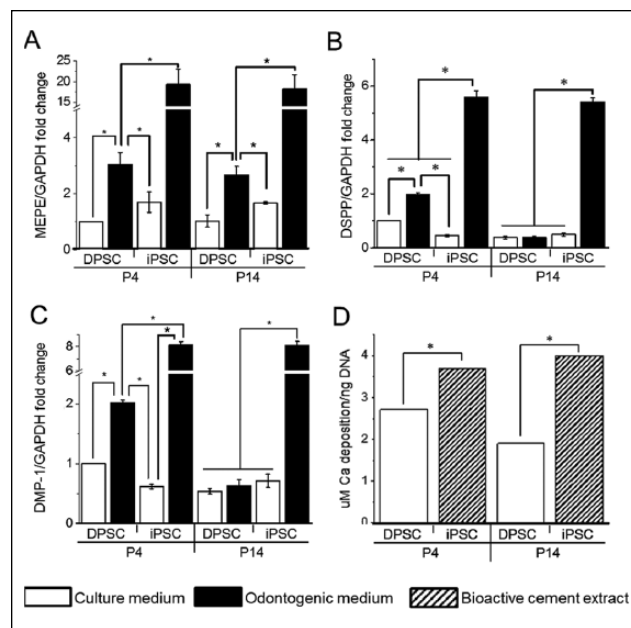 A
MEPE/GAPDH fold change
25
20
15
10
4
2
0
*
*
*
*
*
*
DPSC iPSC DPSC iPSC
P4 P14
B
DSPP/GAPDH fold change
6
4
2
0
*
*
*
*
DPSC iPSC DPSC iPSC
P4 P14
C
DMP-1/GAPDH fold change
8
6
2
1
0
*
*
*
*
*
DPSC iPSC DPSC iPSC
P4 P14
D
uM Ca deposition/ng DNA
4
3
2
1
0
*
*
DPSC iPSC DPSC iPSC
P4 P14
Culture medium Odontogenic medium Bioactive cement extract